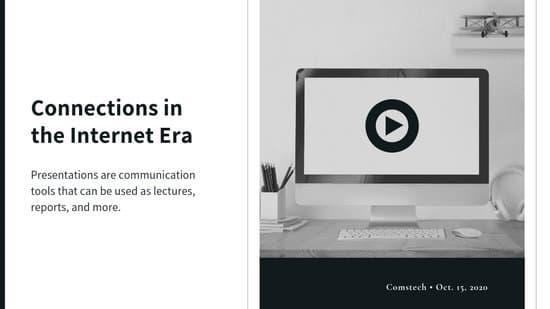 Connections in
the Internet Era
Presentations are communication
tools that can be used as lectures,
reports, and more.
Comstech • Oct. 15, 2020